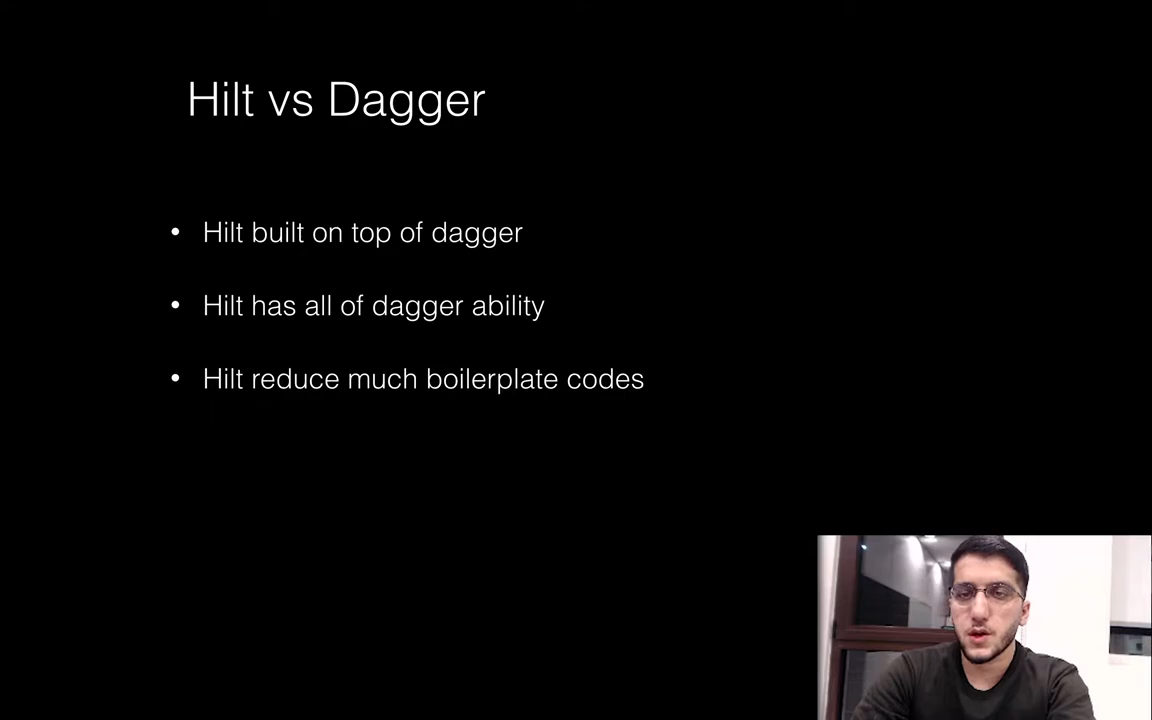 Hilt vs Dagger
• Hilt built on top of dagger
• Hilt has all of dagger ability
• Hilt reduce much boilerplate codes